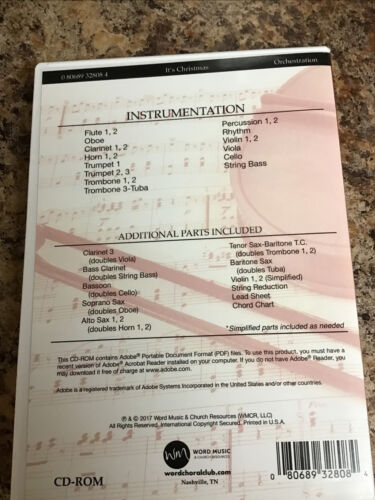 0 80689 32808 4
It's Christmas
Orchestration
INSTRUMENTATION
Flute 1, 2
Oboe
Clarinet 1, 2
Horn 1, 2
Trumpet 1
Trumpet 2, 3
Trombone 1, 2
Trombone 3-Tuba
Percussion 1, 2
Rhythm
Violin 1, 2
Viola
Cello
String Bass
ADDITIONAL PARTS INCLUDED
Clarinet 3
(doubles Viola)
Bass Clarinet
(doubles String Bass)
Bassoon
(doubles Cello)
Soprano Sax
(doubles Oboe)
Alto Sax 1, 2
(doubles Horn 1, 2)
Tenor Sax-Baritone T.C.
(doubles Trombone 1, 2)
Baritone Sax
(doubles Tuba)
Violin 1, 2 (Simplified)
String Reduction
Lead Sheet
Chord Chart
*Simplified parts included as needed
This CD-ROM contains Adobe® Portable Document Format (PDF) files. To use this product, you must have a
recent version of Adobe® Acrobat Reader installed on your computer. If you do not have Adobe® Reader, you
may download it free of charge at www.adobe.com.
Adobe is a registered trademark of Adobe Systems Incorporated in the United States and/or other countries.
℗ & © 2017 Word Music & Church Resources (WMCR, LLC)
All Rights Reserved. International Copyright Secured. Printed in U.S.A.
WM
WORD MUSIC
& CHURCH RESOURCES
wordchoralclub.com
Nashville, TN
CD-ROM
0 80689 32808 4